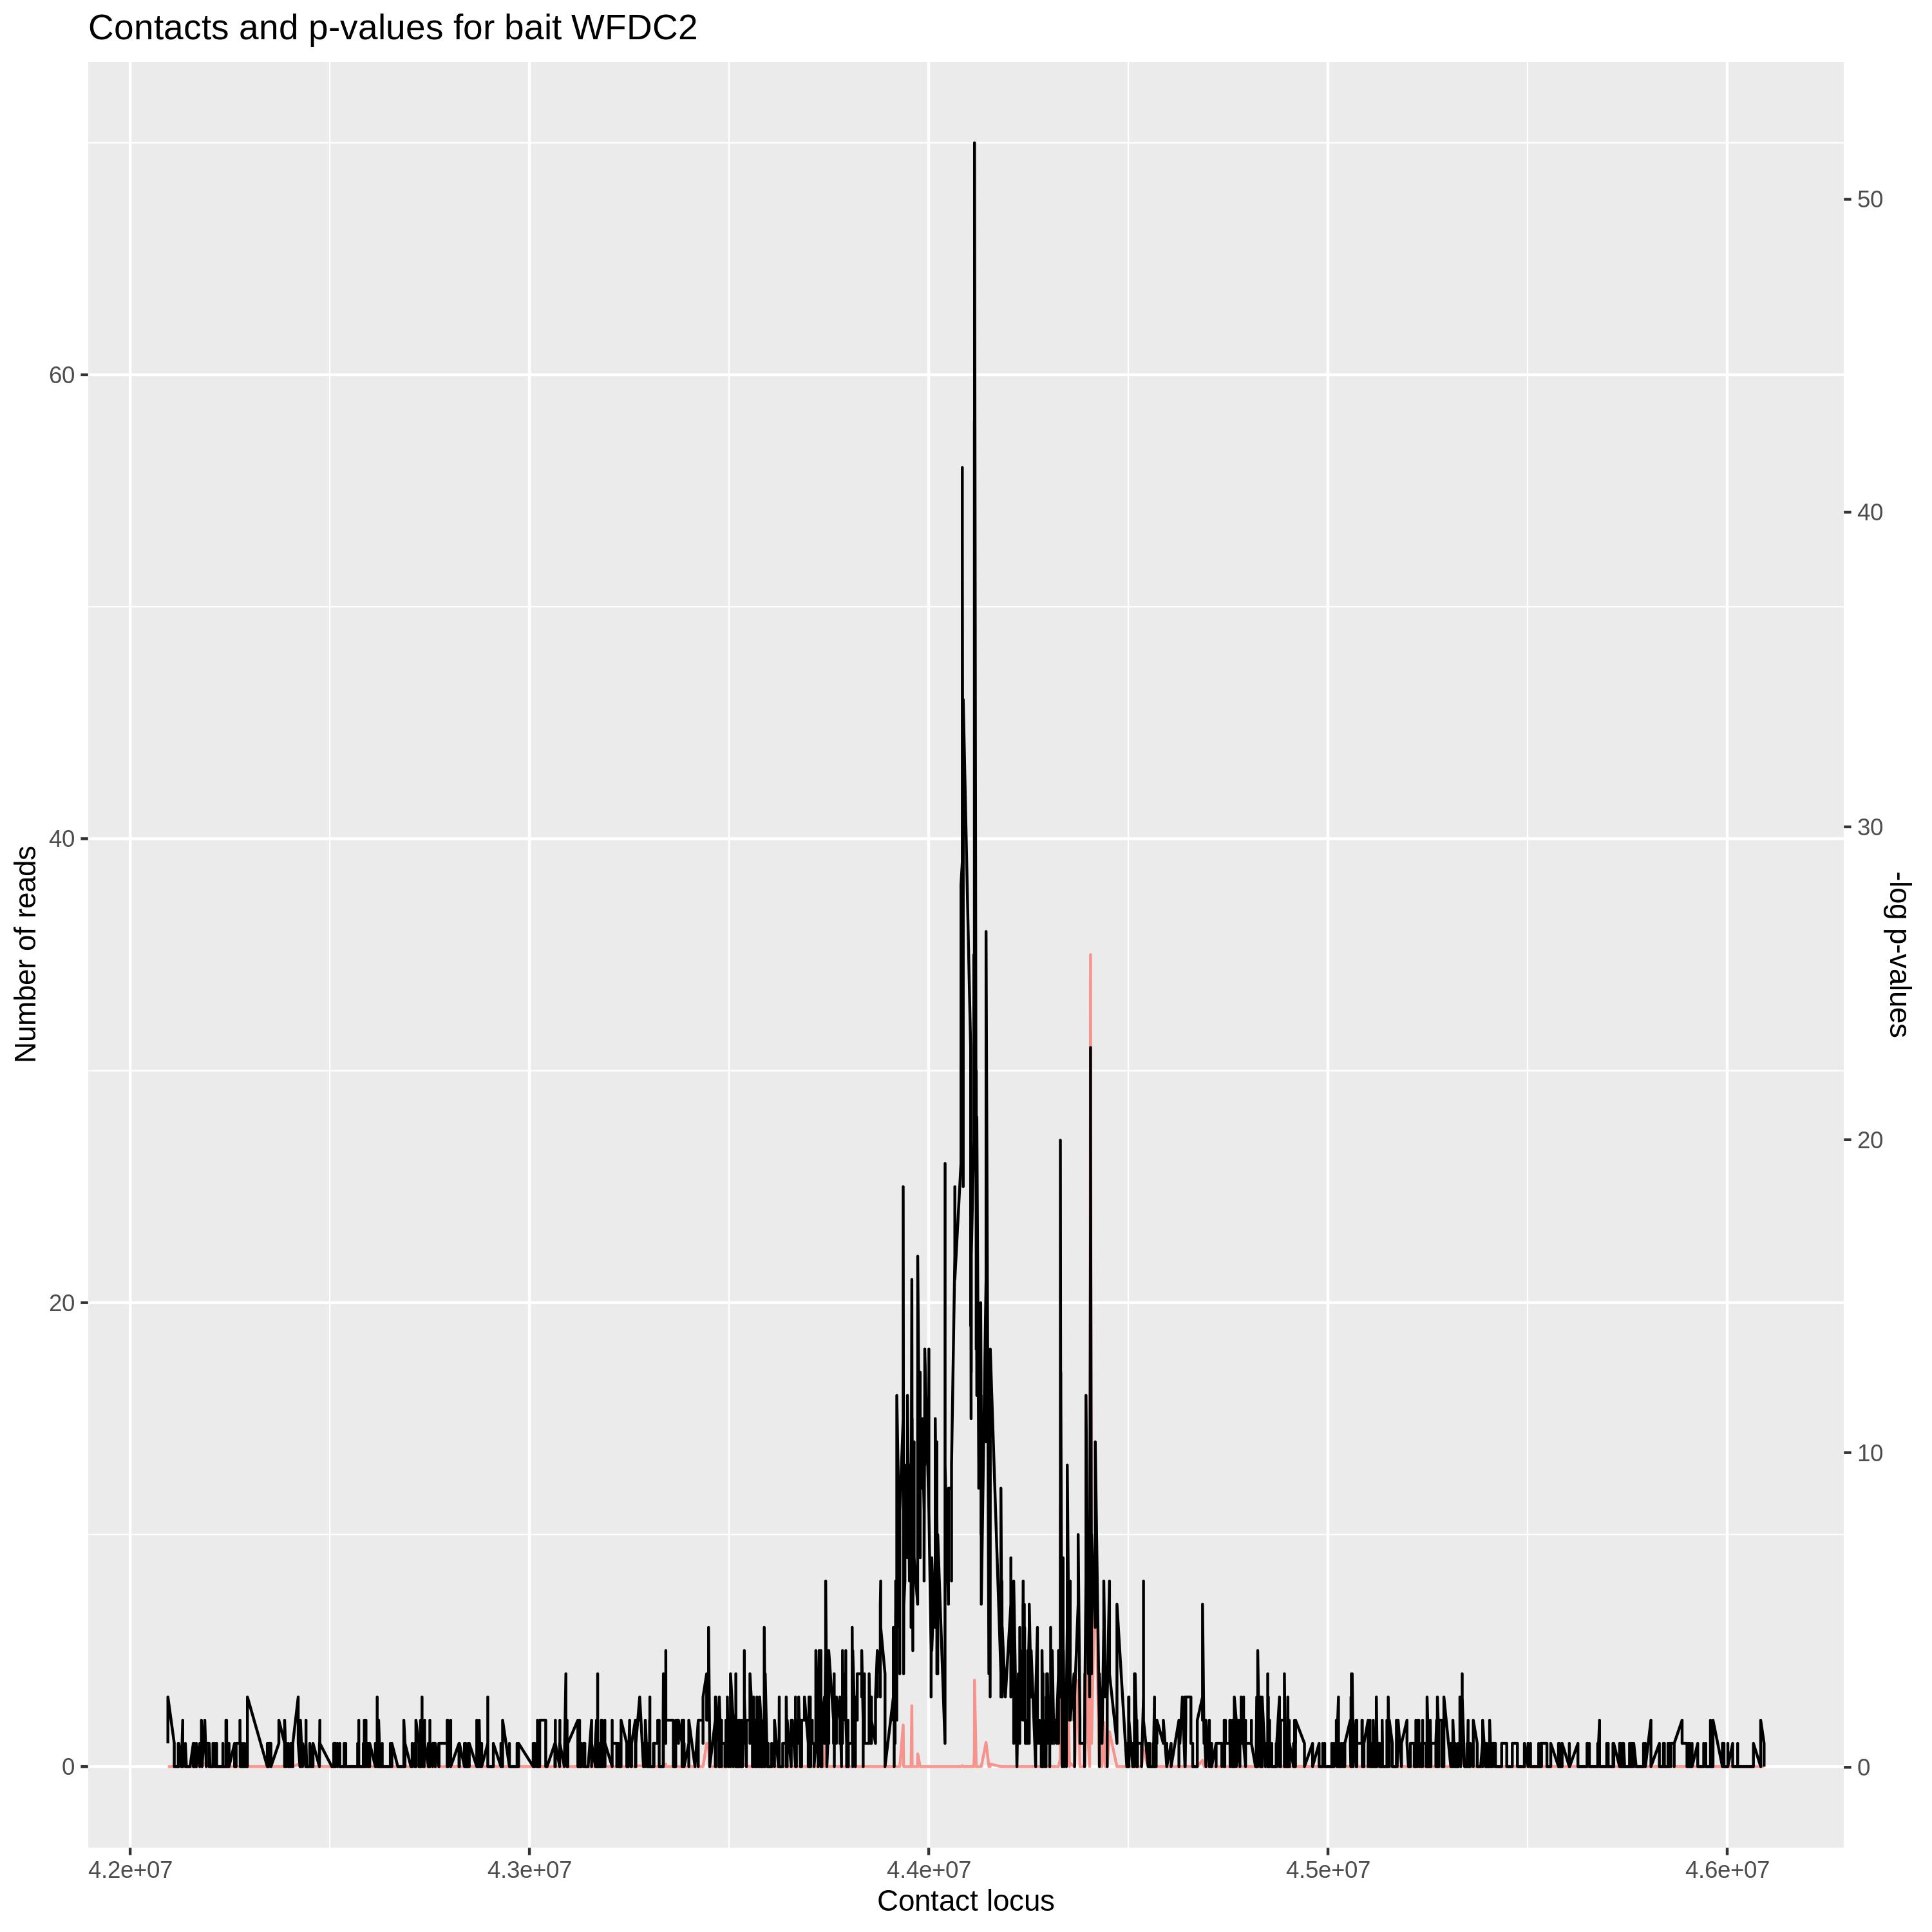 Contacts and p-values for bait WFDC2
Number of reads
60
40
20
0
50
40
30
20
10
0
-log p-values
4.2e+07 4.3e+07 4.4e+07 4.5e+07 4.6e+07
Contact locus